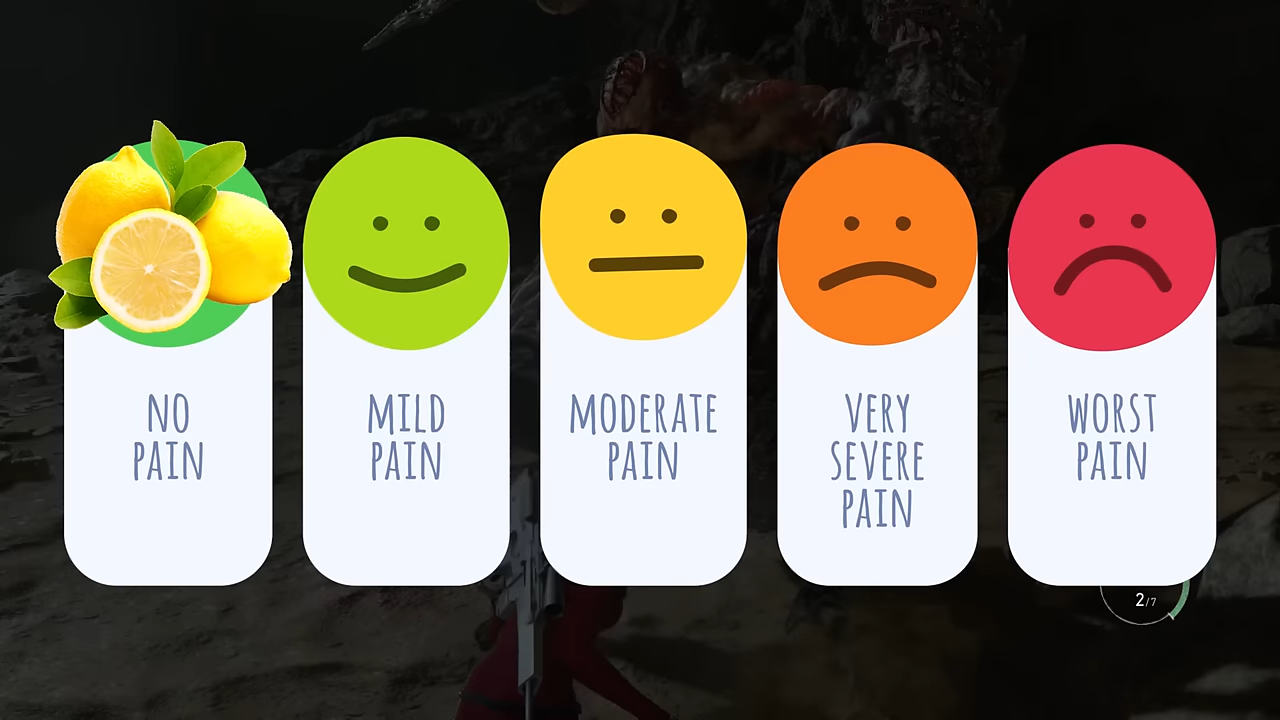 NO
PAIN
MILD
PAIN
MODERATE
PAIN
VERY
SEVERE
PAIN
WORST
PAIN
2/7